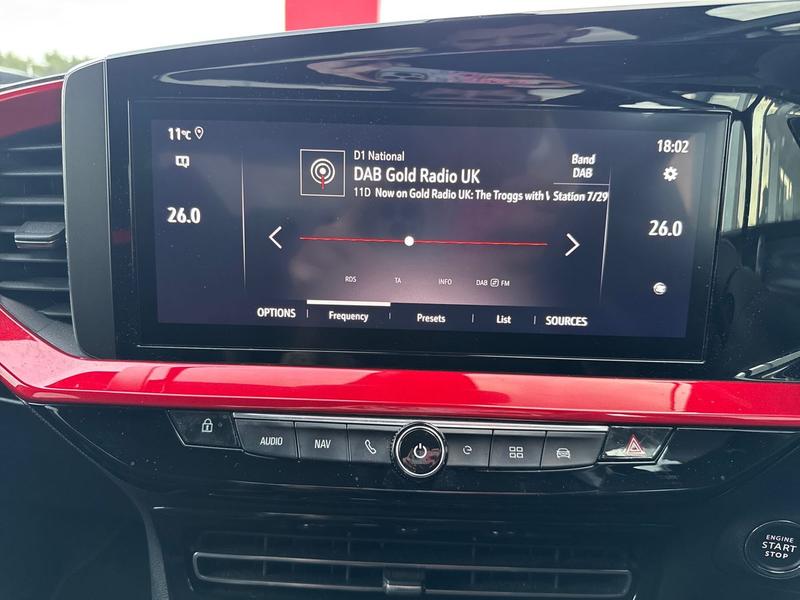 11°C
18:02
D1 National
DAB Gold Radio UK
11D Now on Gold Radio UK: The Troggs with
Band
DAB
Station 7/29
26.0
26.0
RDS TA INFO DAB FM
OPTIONS Frequency Presets List SOURCES
AUDIO NAV
ENGINE
START
STOP